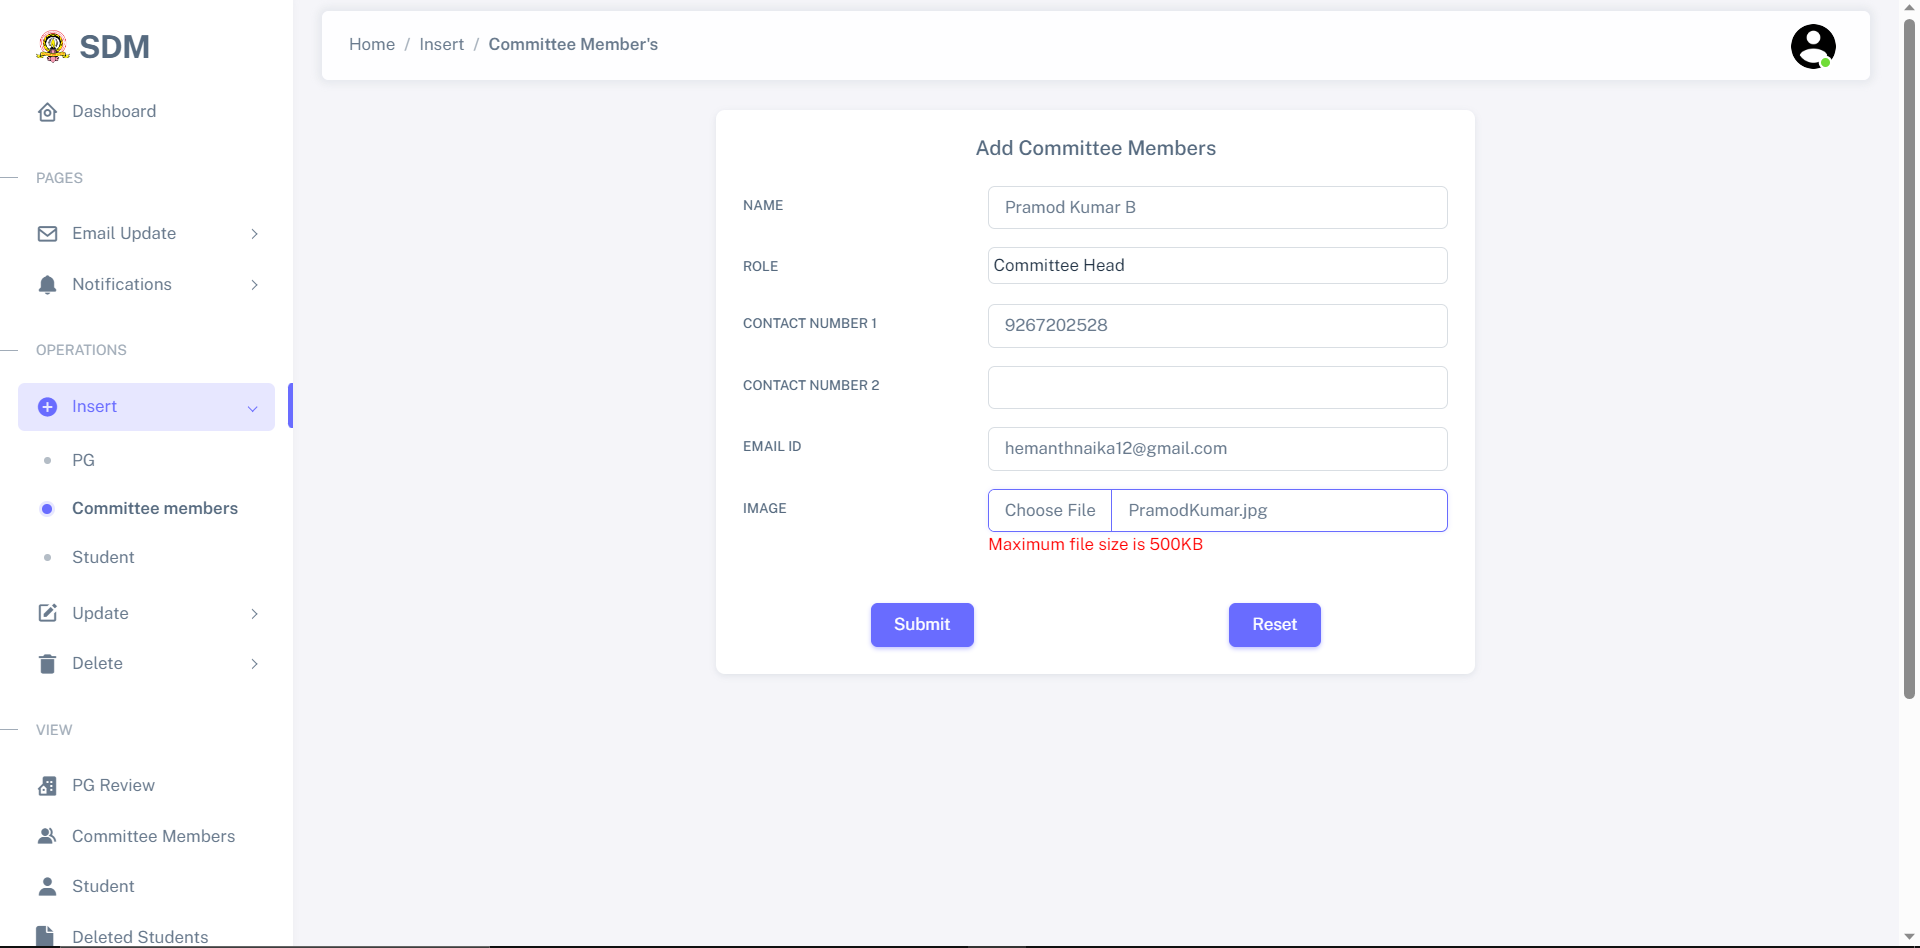 SDM
Dashboard
PAGES
Email Update
Notifications
OPERATIONS
Insert
PG
Committee members
Student
Update
Delete
VIEW
PG Review
Committee Members
Student
Deleted Students
Home / Insert / Committee Member's
Add Committee Members
NAME Pramod Kumar B
ROLE Committee Head
CONTACT NUMBER 1 9267202528
CONTACT NUMBER 2
EMAIL ID hemanthnaika12@gmail.com
IMAGE Choose File PramodKumar.jpg
Maximum file size is 500KB
Submit Reset